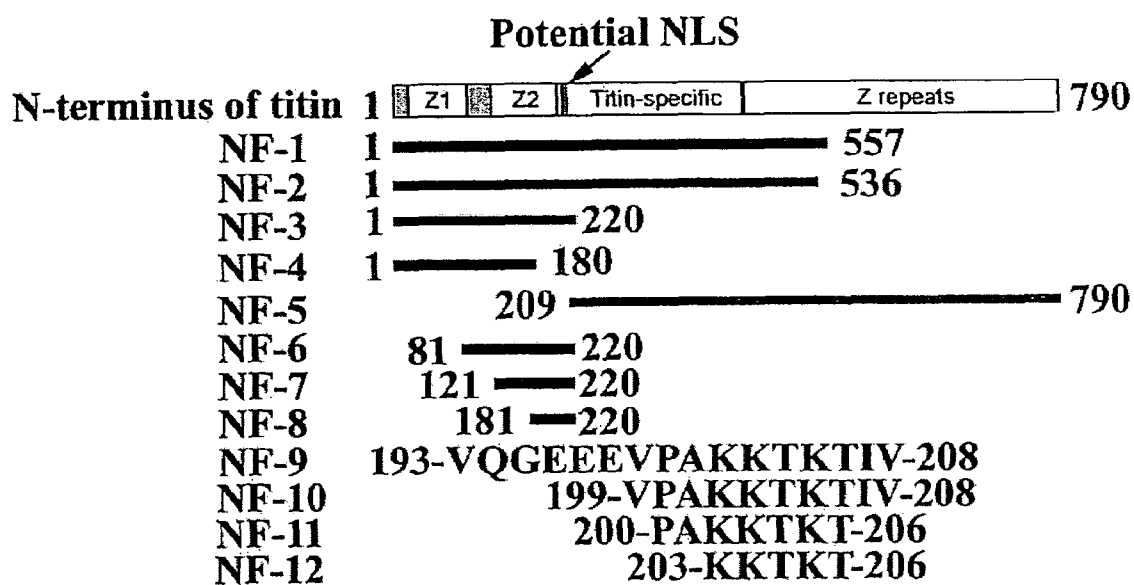 Potential NLS
N-terminus of titin 1 Z1 Z2 Titin-specific Z repeats 790
NF-1 1 557
NF-2 1 536
NF-3 1 220
NF-4 1 180
NF-5 209 790
NF-6 81 220
NF-7 121 220
NF-8 181 220
NF-9 193-VQGEEEVPAKKTKTIV-208
NF-10 199-VPAKKTKTIV-208
NF-11 200-PAKKTKT-206
NF-12 203-KKTKT-206